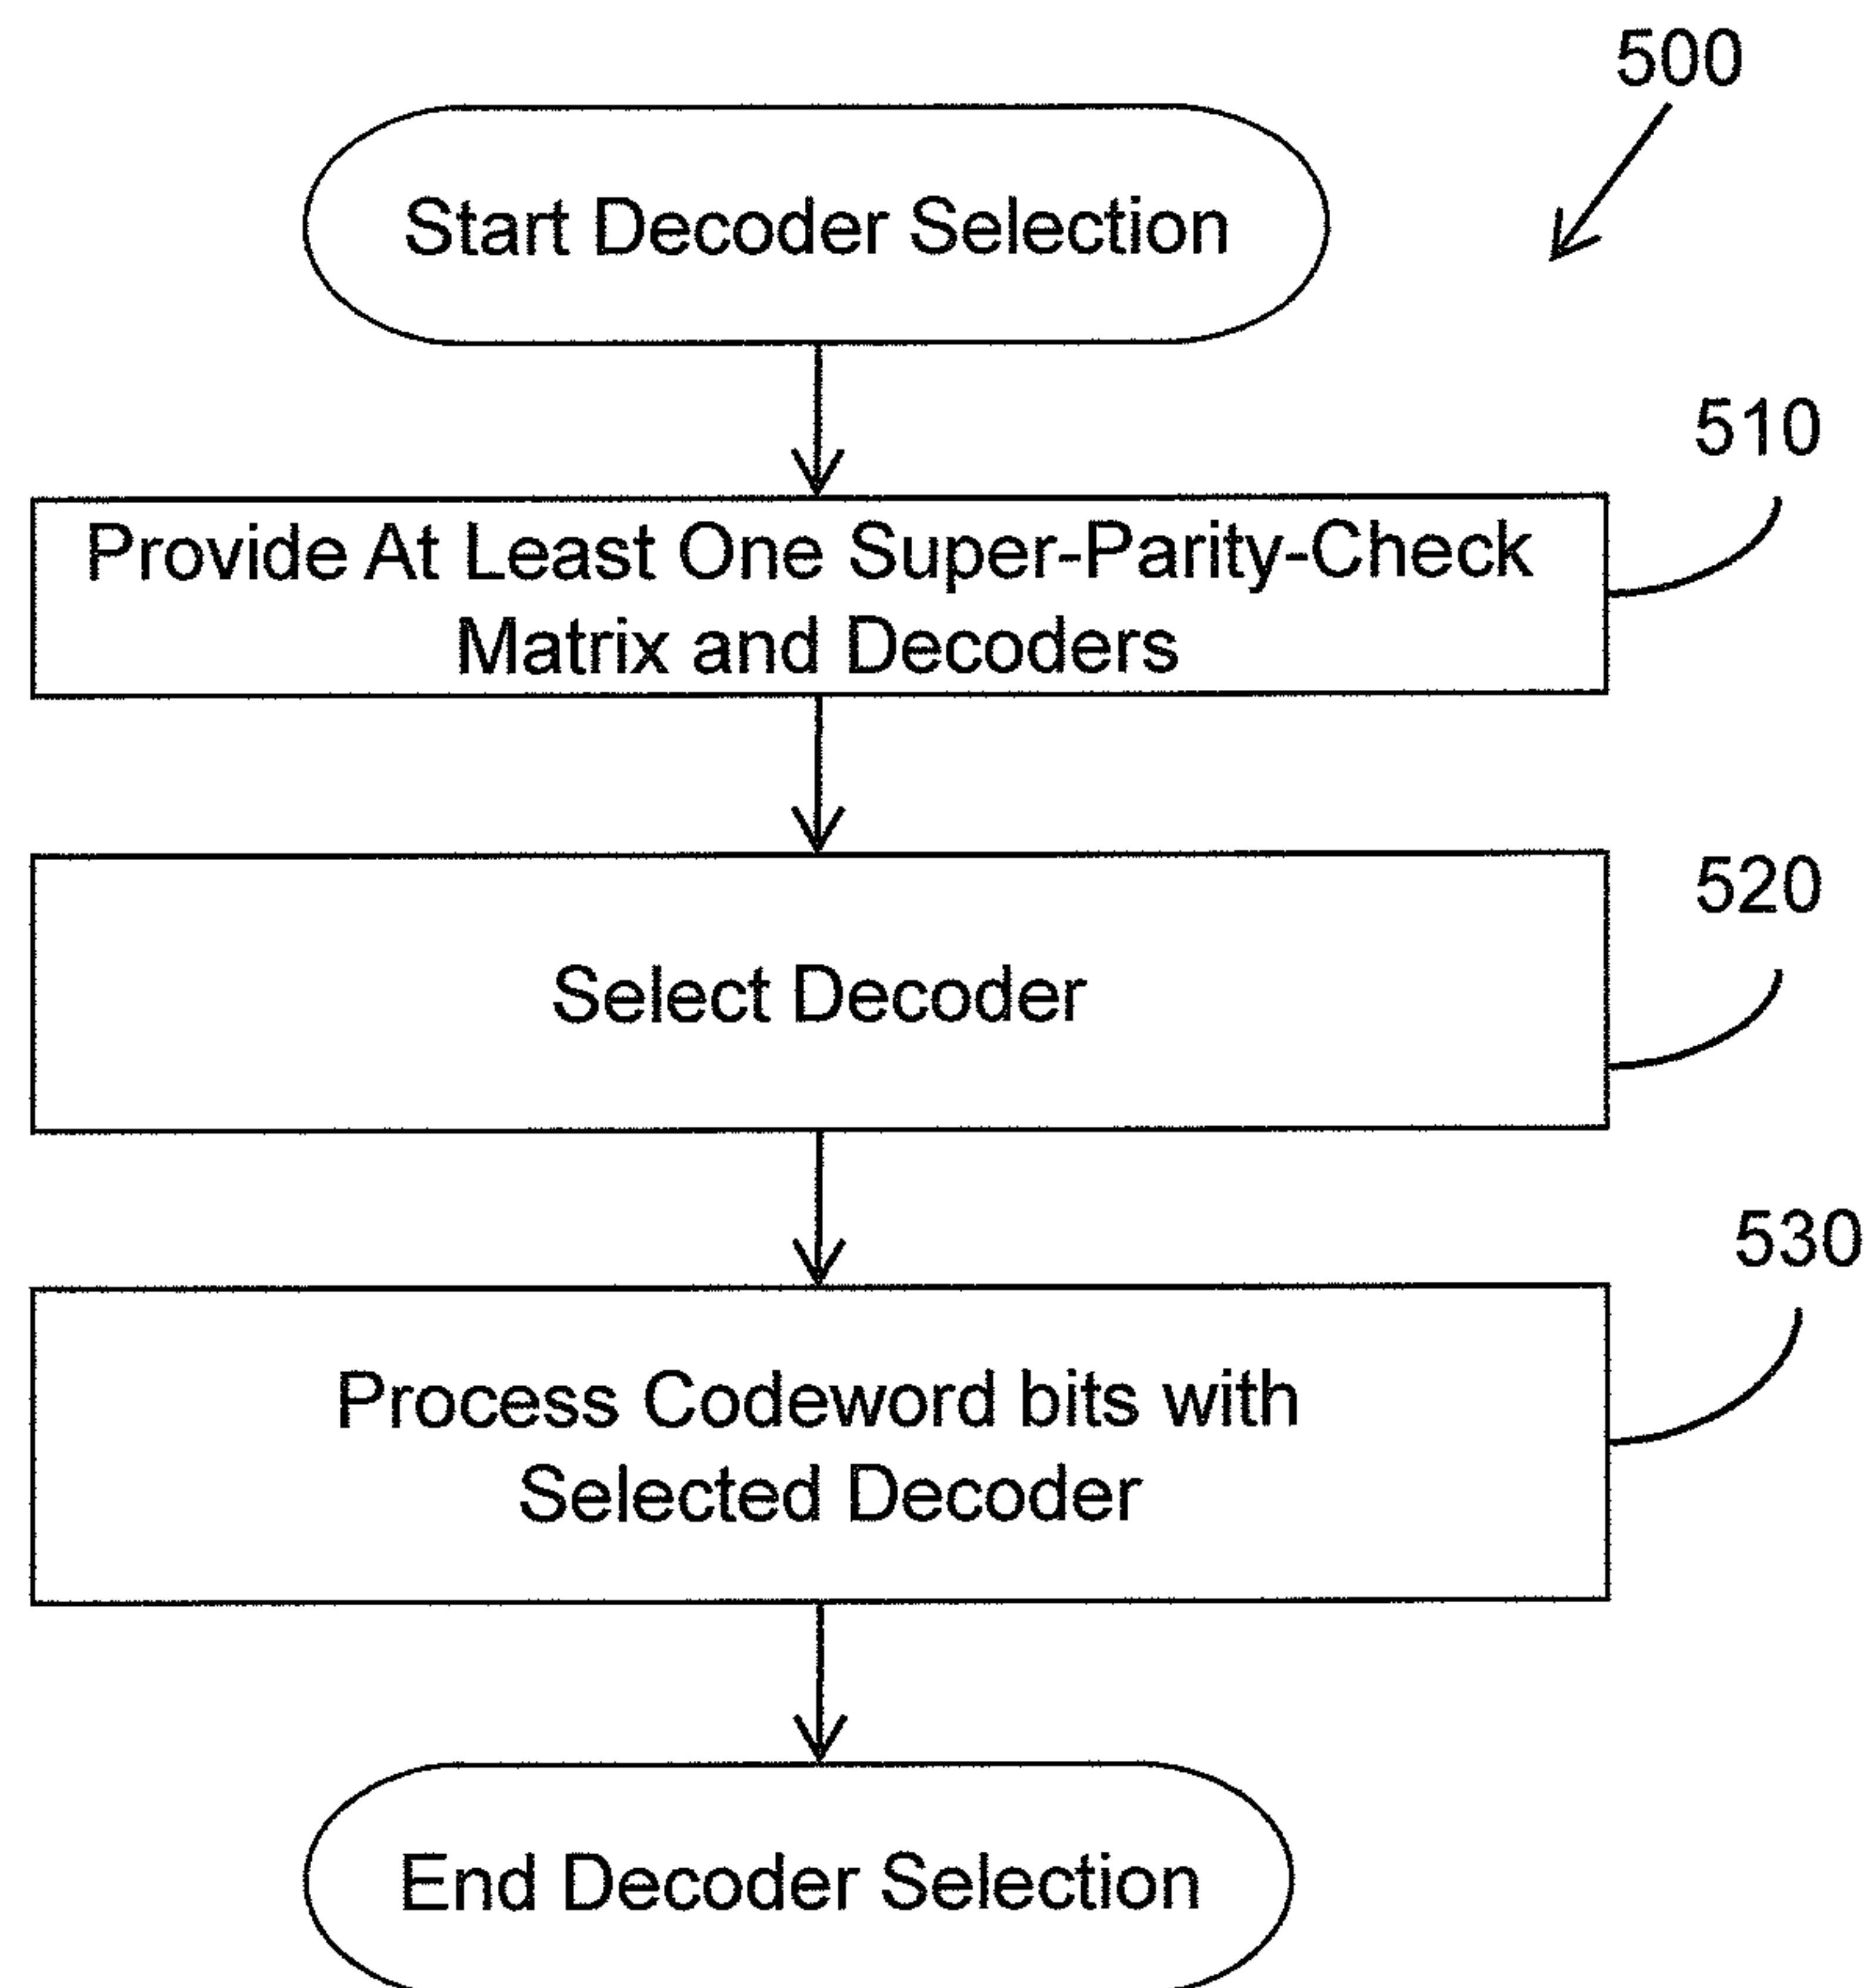 500
Start Decoder Selection
510
Provide At Least One Super-Parity-Check
Matrix and Decoders
520
Select Decoder
530
Process Codeword bits with
Selected Decoder
End Decoder Selection